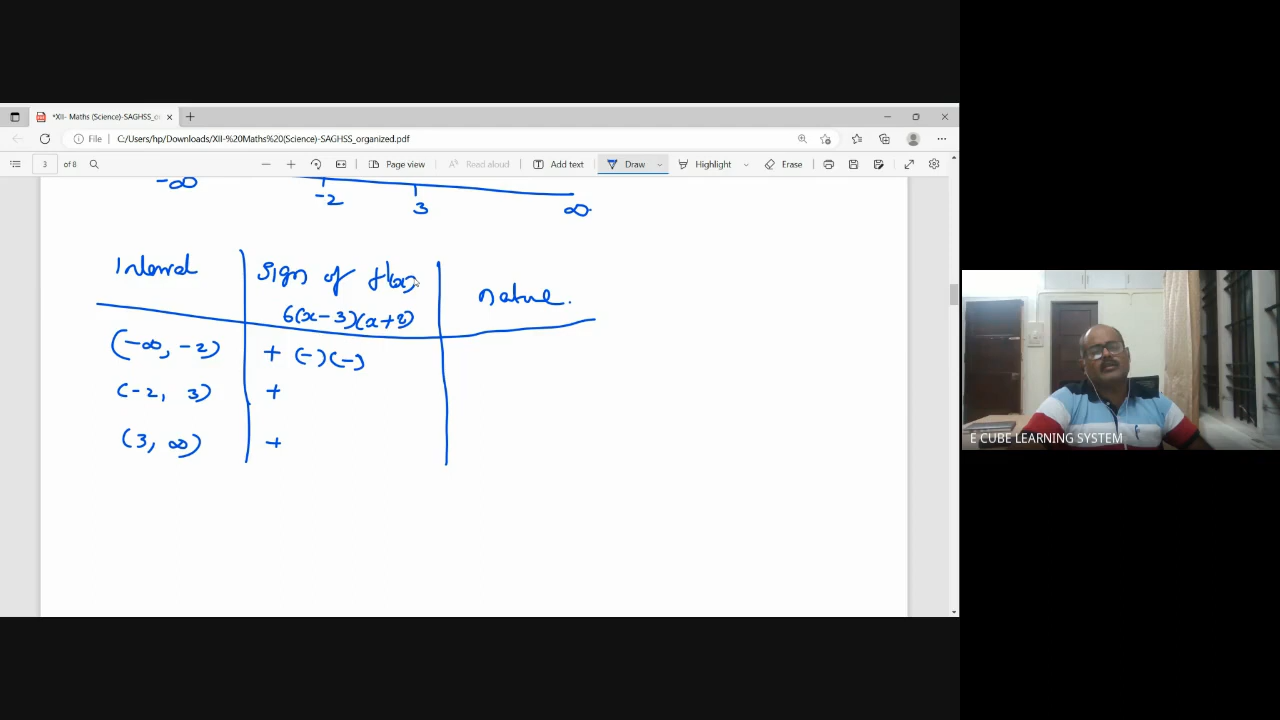 *XII- Maths (Science)-SAGHSS_o
File C:/Users/hp/Downloads/XII-%20Maths%20(Science)-SAGHSS_organized.pdf
3 of 8 Page view Read aloud Add text Draw Highlight Erase
-∞ -2 3 ∞
Interval Sign of f'(x) nature.
6(x-3)(x+2)
(-∞, -2) + (-)(-)
(-2, 3) +
(3, ∞) +
E CUBE LEARNING SYSTEM